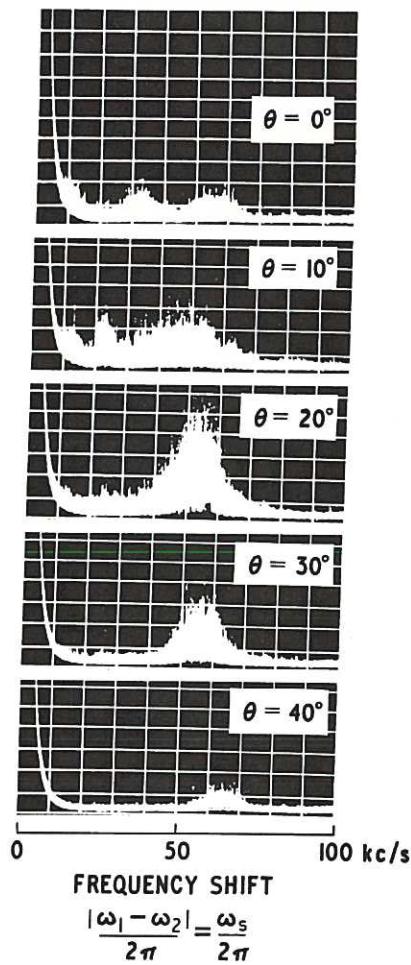 θ = 0°
θ = 10°
θ = 20°
θ = 30°
θ = 40°
0 50 100 kc/s
FREQUENCY SHIFT
|ω₁ − ω₂| / 2π = ωₛ / 2π